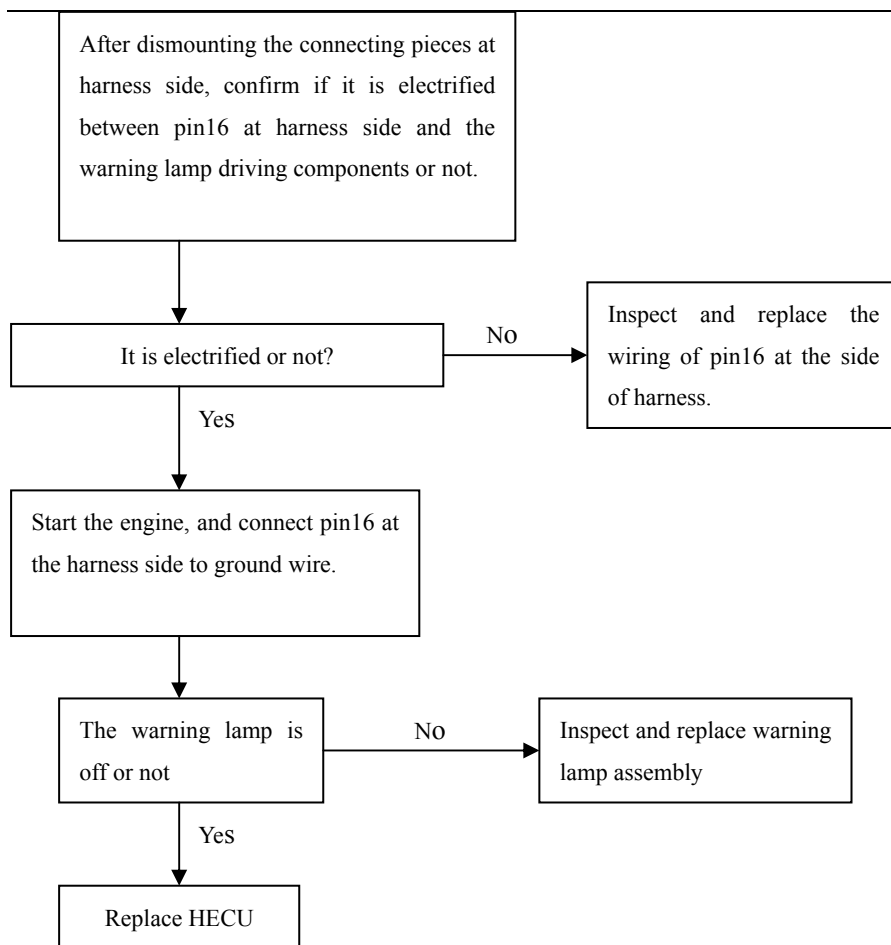 After dismounting the connecting pieces at
harness side, confirm if it is electrified
between pin16 at harness side and the
warning lamp driving components or not.
It is electrified or not?
No
Inspect and replace the
wiring of pin16 at the side
of harness.
Yes
Start the engine, and connect pin16 at
the harness side to ground wire.
The warning lamp is
off or not
No
Inspect and replace warning
lamp assembly
Yes
Replace HECU